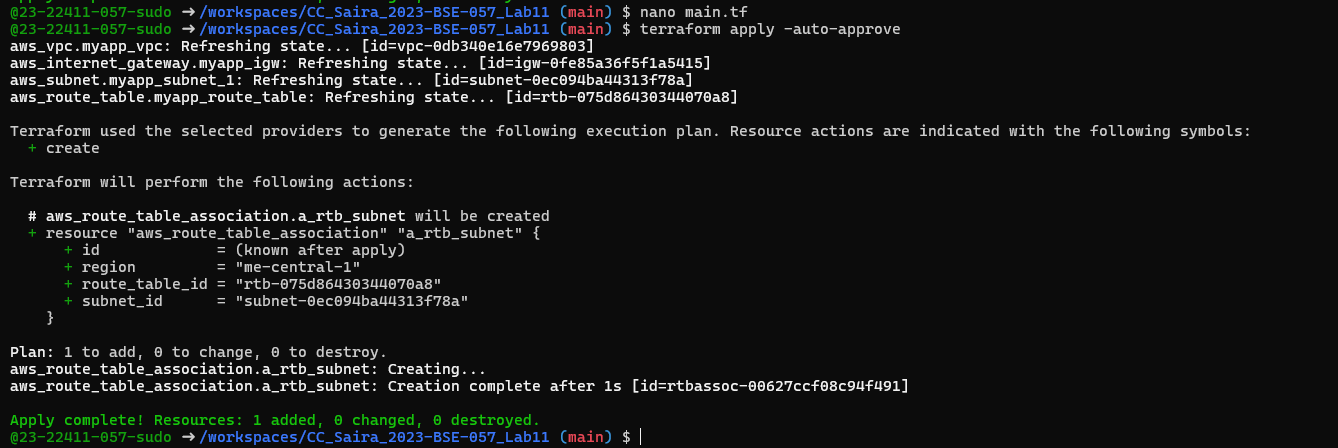 @23-22411-057-sudo ➜ /workspaces/CC_Saira_2023-BSE-057_Lab11 (main) $ nano main.tf
@23-22411-057-sudo ➜ /workspaces/CC_Saira_2023-BSE-057_Lab11 (main) $ terraform apply -auto-approve
aws_vpc.myapp_vpc: Refreshing state... [id=vpc-0db340e16e7969803]
aws_internet_gateway.myapp_igw: Refreshing state... [id=igw-0fe85a36f5f1a5415]
aws_subnet.myapp_subnet_1: Refreshing state... [id=subnet-0ec094ba44313f78a]
aws_route_table.myapp_route_table: Refreshing state... [id=rtb-075d86430344070a8]

Terraform used the selected providers to generate the following execution plan. Resource actions are indicated with the following symbols:
  + create

Terraform will perform the following actions:

  # aws_route_table_association.a_rtb_subnet will be created
  + resource "aws_route_table_association" "a_rtb_subnet" {
      + id             = (known after apply)
      + region         = "me-central-1"
      + route_table_id = "rtb-075d86430344070a8"
      + subnet_id      = "subnet-0ec094ba44313f78a"
    }

Plan: 1 to add, 0 to change, 0 to destroy.
aws_route_table_association.a_rtb_subnet: Creating...
aws_route_table_association.a_rtb_subnet: Creation complete after 1s [id=rtbassoc-00627ccf08c94f491]

Apply complete! Resources: 1 added, 0 changed, 0 destroyed.
@23-22411-057-sudo ➜ /workspaces/CC_Saira_2023-BSE-057_Lab11 (main) $